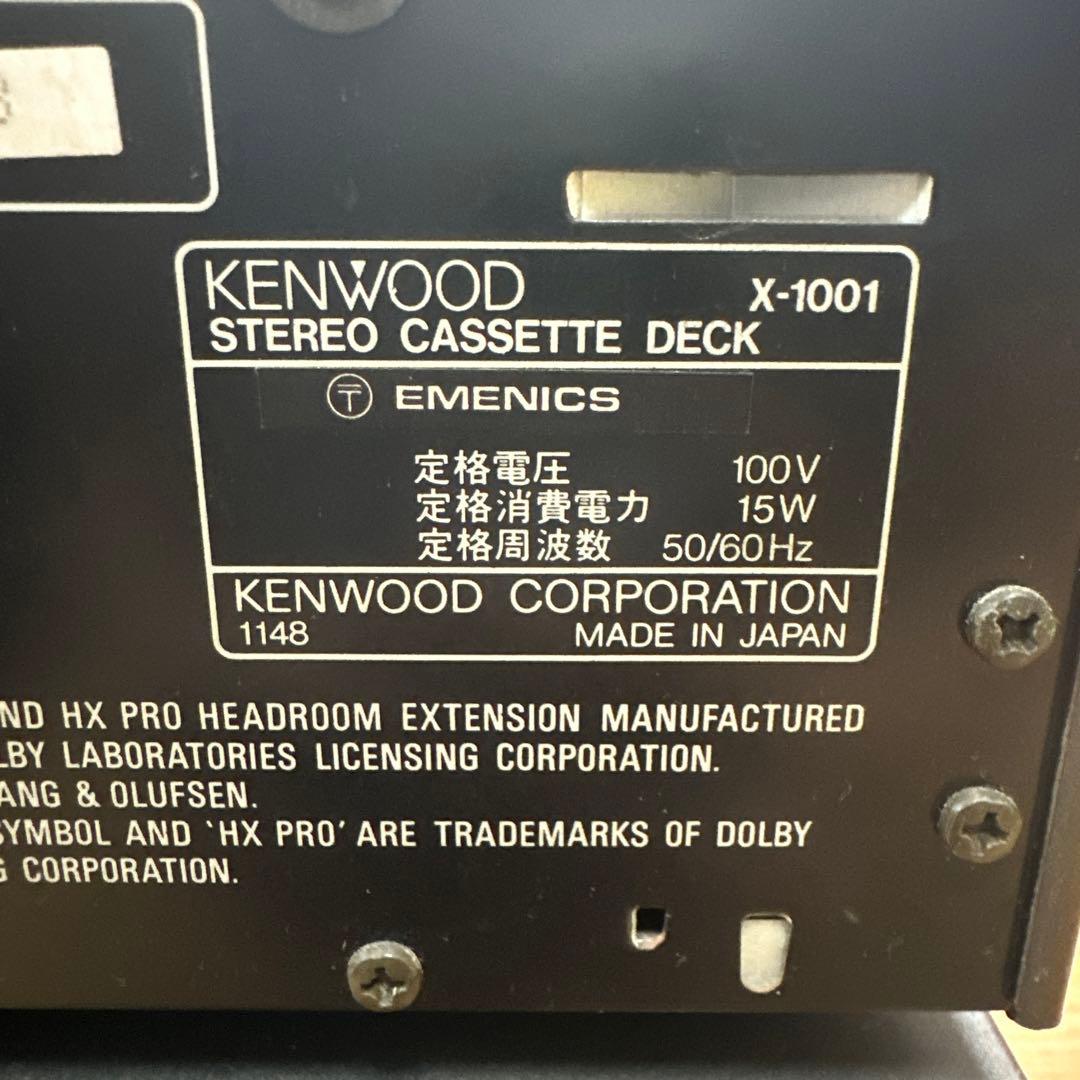 KENWOOD X-1001
STEREO CASSETTE DECK
〒 EMENICS
定格電圧 100V
定格消費電力 15W
定格周波数 50/60Hz
KENWOOD CORPORATION
1148 MADE IN JAPAN
ND HX PRO HEADROOM EXTENSION MANUFACTURED
LBY LABORATORIES LICENSING CORPORATION.
ANG & OLUFSEN.
SYMBOL AND 'HX PRO' ARE TRADEMARKS OF DOLBY
G CORPORATION.